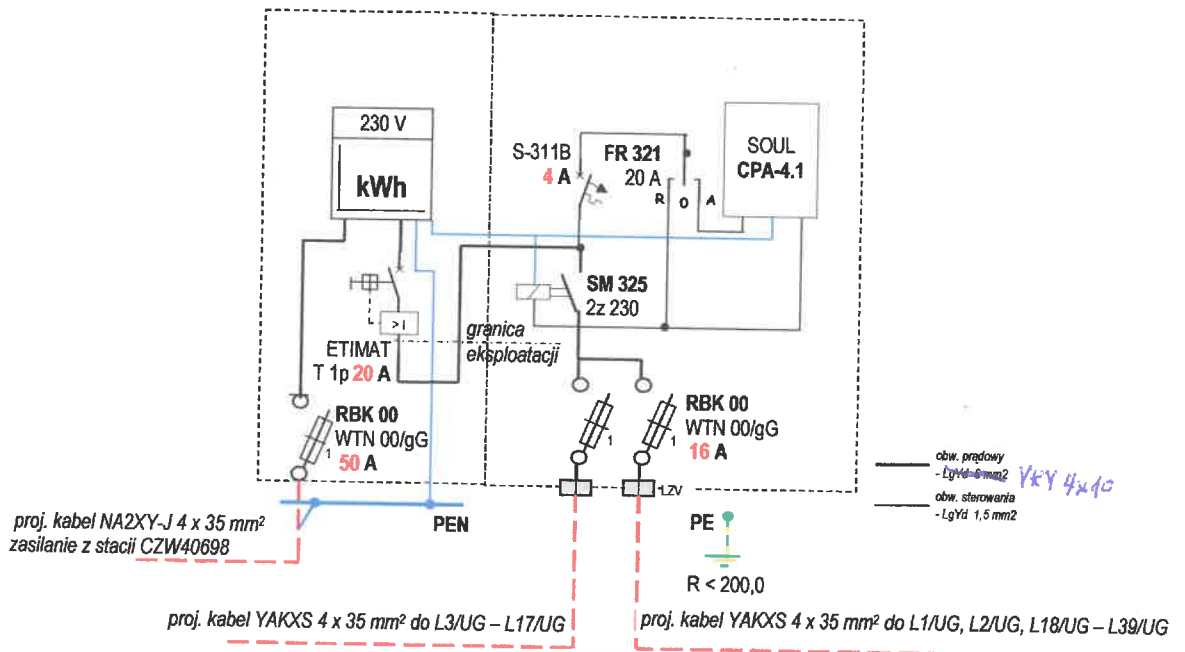 230 V
kWh
S-311B
4 A
FR 321
20 A
R O A
SOUL
CPA-4.1
SM 325
2z 230
>I
granica
eksploatacji
ETIMAT
T 1p 20 A
RBK 00
WTN 00/gG
50 A
1
1
RBK 00
WTN 00/gG
16 A
1
LZV
PEN
PE
R < 200,0
obw. prądowy
- LgYd 6 mm2 YKY 4x10
obw. sterowania
- LgYd 1,5 mm2
proj. kabel NA2XY-J 4 x 35 mm²
zasilanie z stacii CZW40698
proj. kabel YAKXS 4 x 35 mm² do L3/UG – L17/UG
proj. kabel YAKXS 4 x 35 mm² do L1/UG, L2/UG, L18/UG – L39/UG